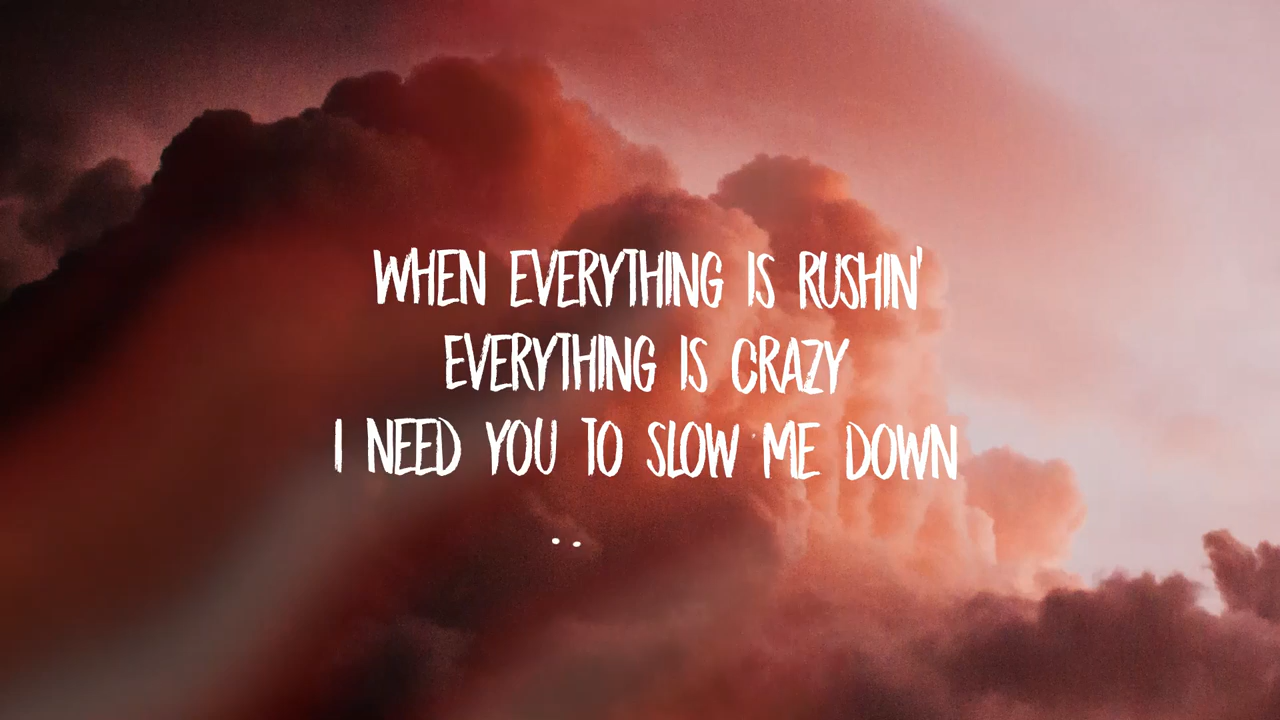 WHEN EVERYTHING IS RUSHIN'
EVERYTHING IS CRAZY
I NEED YOU TO SLOW ME DOWN
..